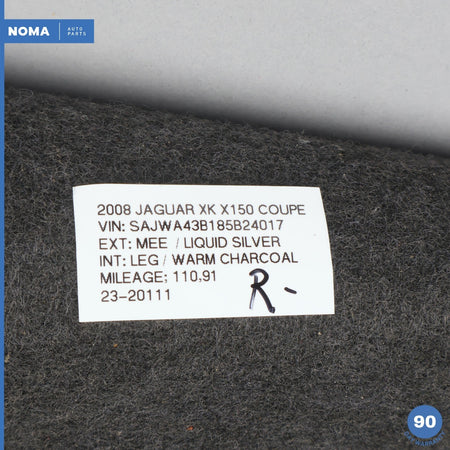 NOMA AUTO
PARTS
2008 JAGUAR XK X150 COUPE
VIN: SAJWA43B185B24017
EXT: MEE / LIQUID SILVER
INT: LEG / WARM CHARCOAL
MILEAGE; 110,91
23-20111
R-
90